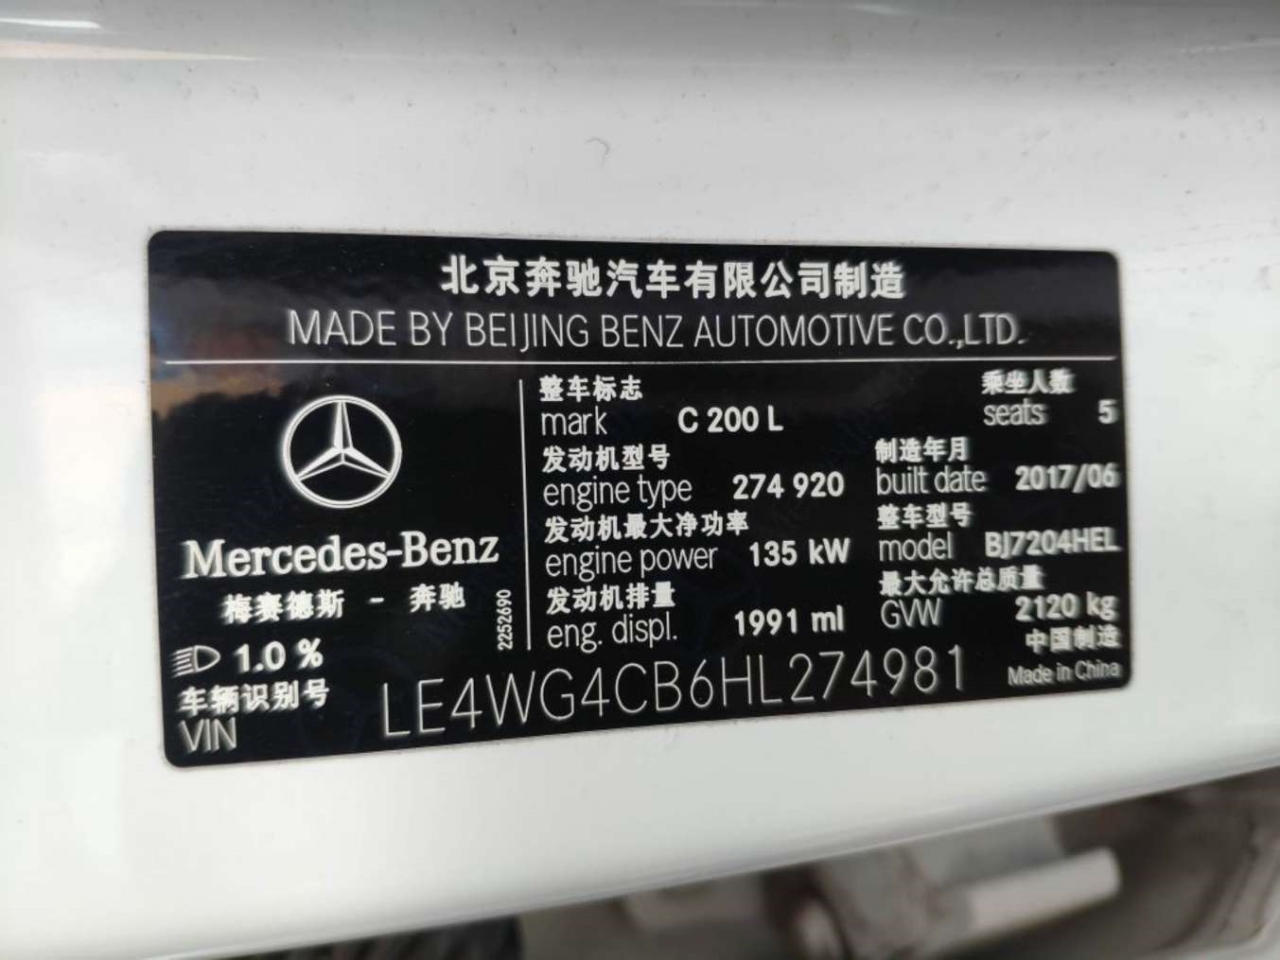 北京奔驰汽车有限公司制造
MADE BY BEIJING BENZ AUTOMOTIVE CO.,LTD.
整车标志
mark C 200 L
乘坐人数
seats 5
发动机型号
engine type 274 920
制造年月
built date 2017/06
发动机最大净功率
engine power 135 kW
整车型号
model BJ7204HEL
发动机排量
eng. displ. 1991 ml
最大允许总质量
GVW 2120 kg
中国制造
Made in China
Mercedes-Benz
梅赛德斯 - 奔驰
2252690
1.0 %
车辆识别号
VIN LE4WG4CB6HL274981